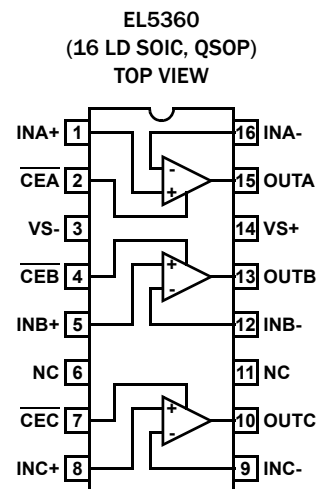 EL5360
(16 LD SOIC, QSOP)
TOP VIEW
INA+ 1 16 INA-
CEA 2 - + 15 OUTA
VS- 3 14 VS+
CEB 4 + - 13 OUTB
INB+ 5 12 INB-
NC 6 11 NC
CEC 7 + - 10 OUTC
INC+ 8 9 INC-